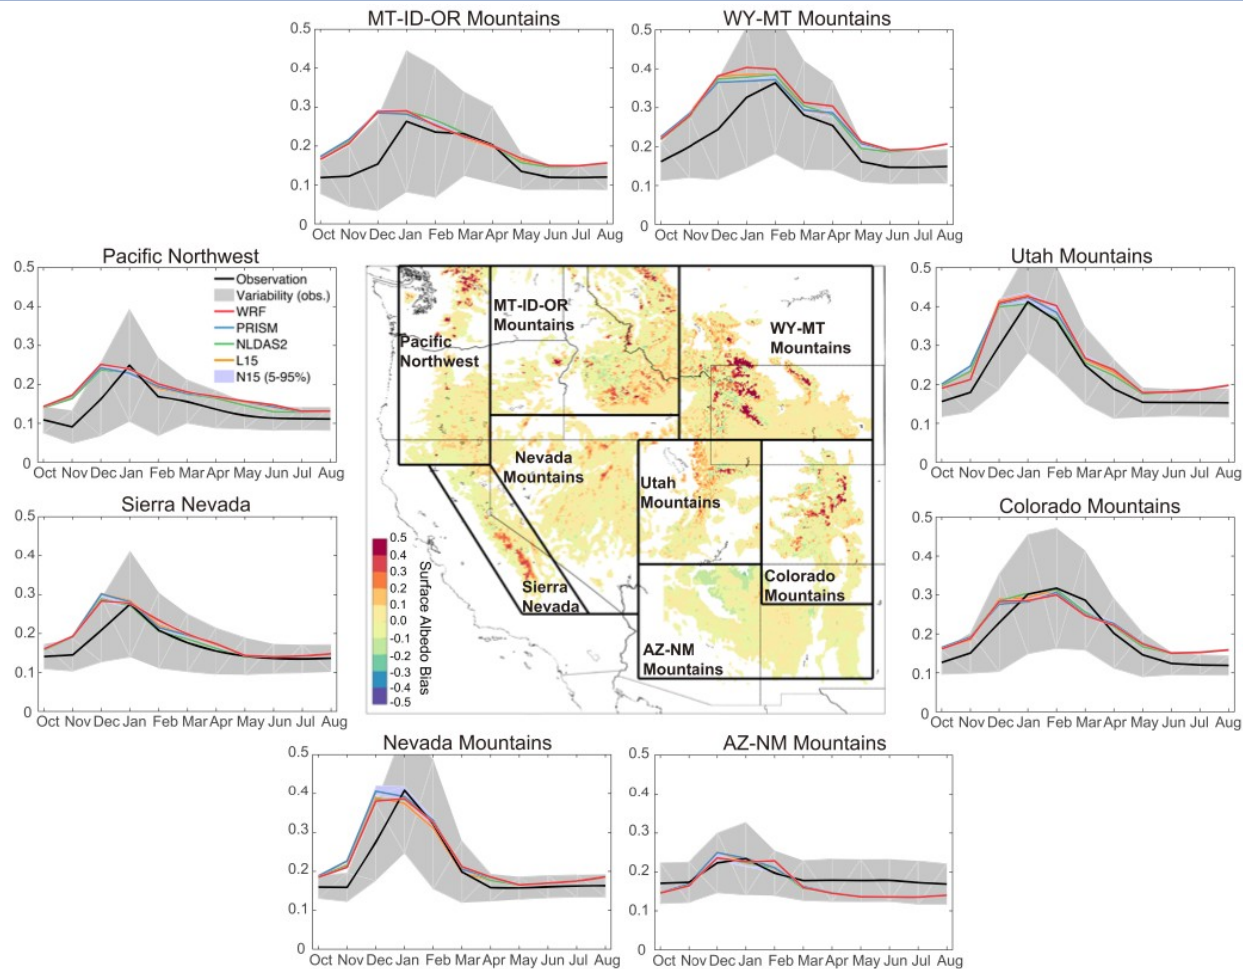 MT-ID-OR Mountains
0.5
0.4
0.3
0.2
0.1
0
Oct Nov Dec Jan Feb Mar Apr May Jun Jul Aug
WY-MT Mountains
0.5
0.4
0.3
0.2
0.1
0
Oct Nov Dec Jan Feb Mar Apr May Jun Jul Aug
Pacific Northwest
0.5
0.4
0.3
0.2
0.1
0
Observation
Variability (obs.)
WRF
PRISM
NLDAS2
L15
N15 (5-95%)
Oct Nov Dec Jan Feb Mar Apr May Jun Jul Aug
MT-ID-OR
Mountains
Pacific
Northwest
WY-MT
Mountains
Nevada
Mountains
Utah
Mountains
Sierra
Nevada
Colorado
Mountains
AZ-NM
Mountains
0.5
0.4
0.3
0.2
0.1
0.0
-0.1
-0.2
-0.3
-0.4
-0.5
Surface Albedo Bias
Utah Mountains
0.5
0.4
0.3
0.2
0.1
0
Oct Nov Dec Jan Feb Mar Apr May Jun Jul Aug
Sierra Nevada
0.5
0.4
0.3
0.2
0.1
0
Oct Nov Dec Jan Feb Mar Apr May Jun Jul Aug
Colorado Mountains
0.5
0.4
0.3
0.2
0.1
0
Oct Nov Dec Jan Feb Mar Apr May Jun Jul Aug
Nevada Mountains
0.5
0.4
0.3
0.2
0.1
0
Oct Nov Dec Jan Feb Mar Apr May Jun Jul Aug
AZ-NM Mountains
0.5
0.4
0.3
0.2
0.1
0
Oct Nov Dec Jan Feb Mar Apr May Jun Jul Aug